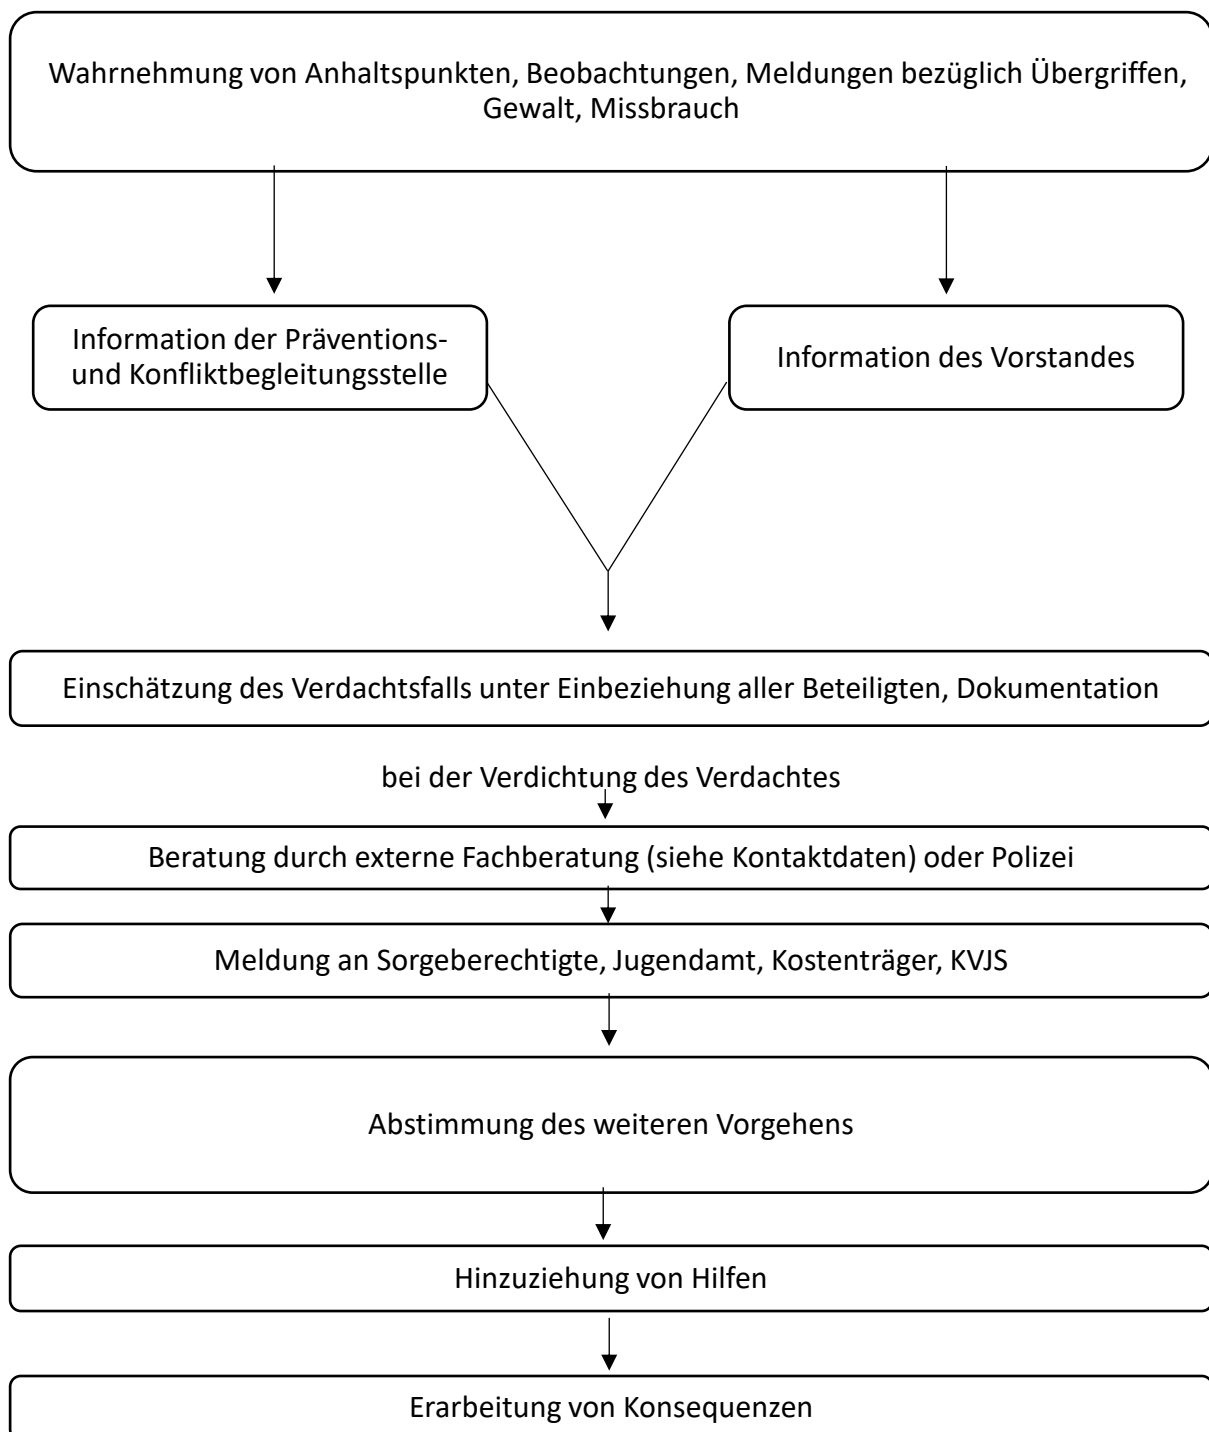 Wahrnehmung von Anhaltspunkten, Beobachtungen, Meldungen bezüglich Übergriffen,
Gewalt, Missbrauch
Information der Präventions-
und Konfliktbegleitungsstelle
Information des Vorstandes
Einschätzung des Verdachtsfalls unter Einbeziehung aller Beteiligten, Dokumentation
bei der Verdichtung des Verdachtes
Beratung durch externe Fachberatung (siehe Kontaktdaten) oder Polizei
Meldung an Sorgeberechtigte, Jugendamt, Kostenträger, KVJS
Abstimmung des weiteren Vorgehens
Hinzuziehung von Hilfen
Erarbeitung von Konsequenzen